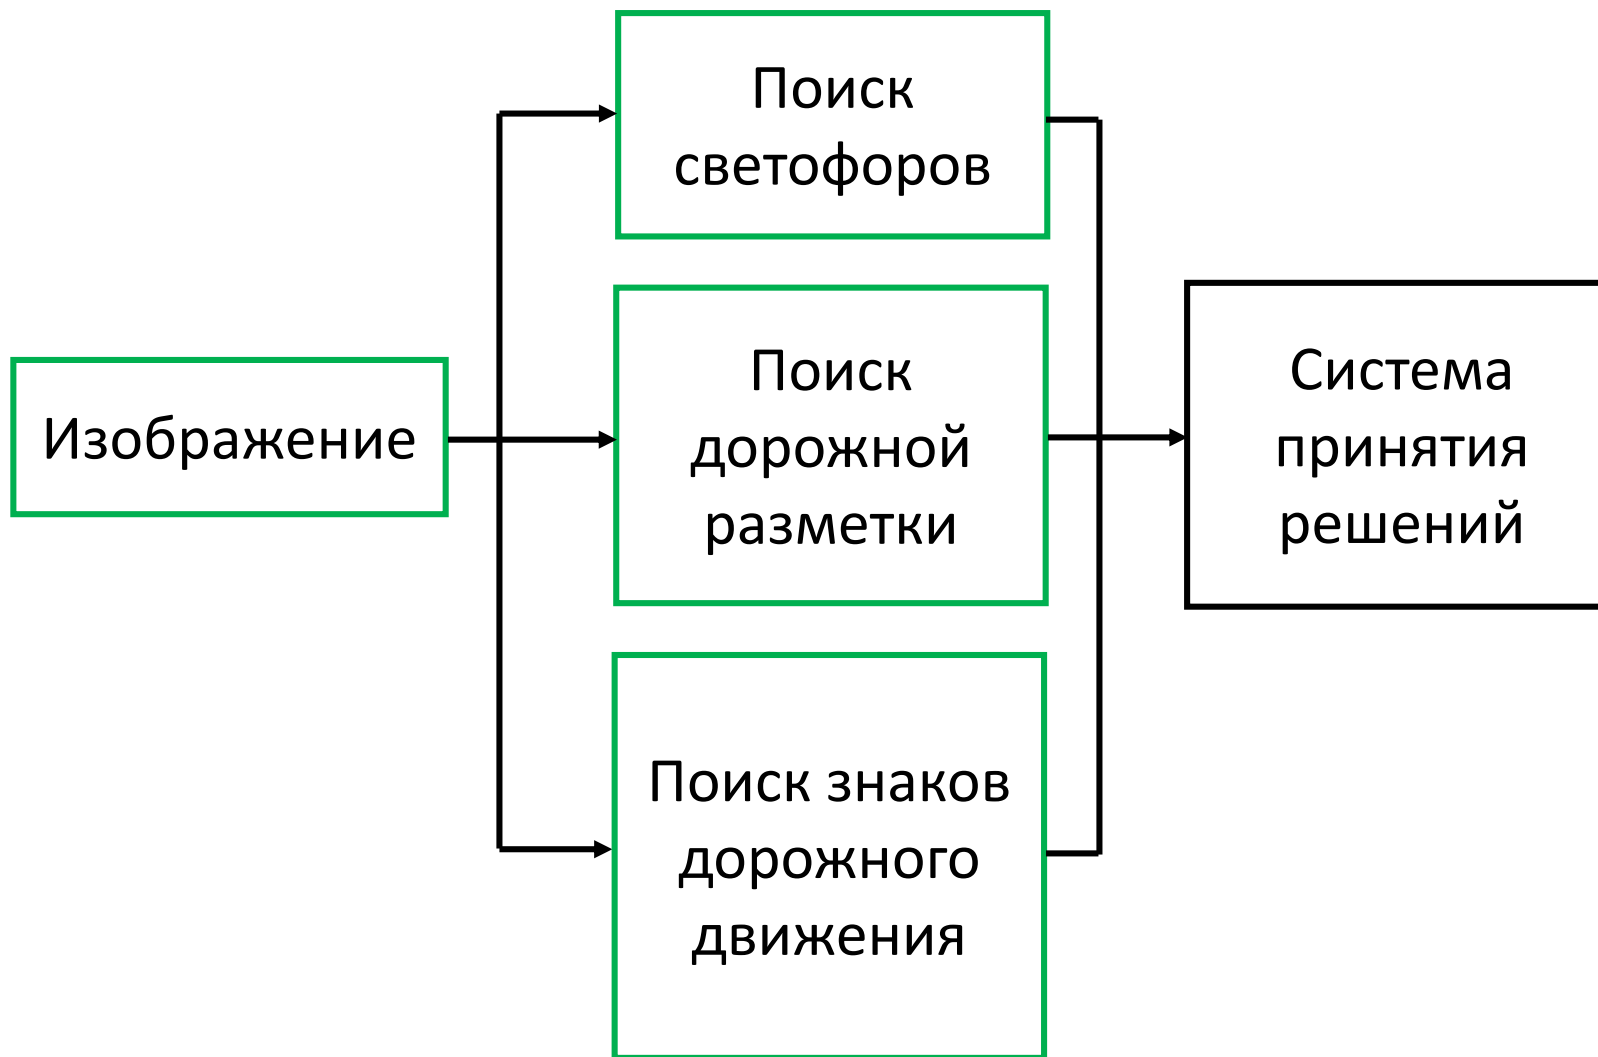 Поиск
светофоров
Изображение
Поиск
дорожной
разметки
Поиск знаков
дорожного
движения
Система
принятия
решений